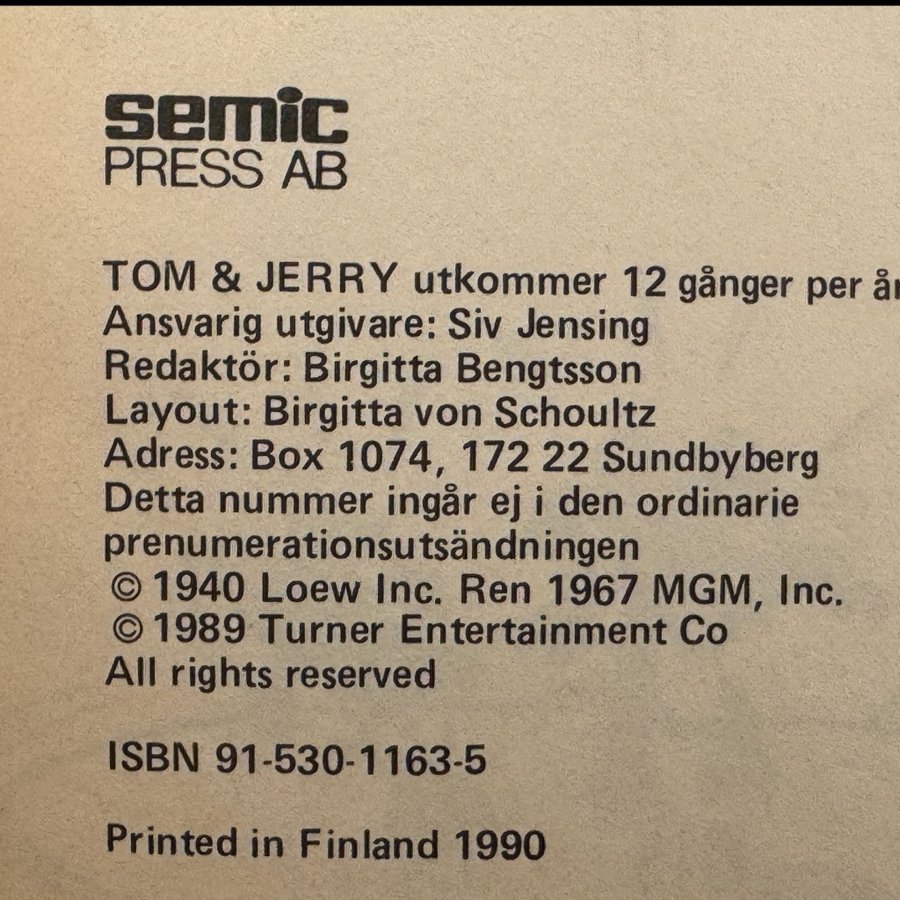 semic
PRESS AB
TOM & JERRY utkommer 12 gånger per
Ansvarig utgivare: Siv Jensing
Redaktör: Birgitta Bengtsson
Layout: Birgitta von Schoultz
Adress: Box 1074, 172 22 Sundbyberg
Detta nummer ingår ej i den ordinarie
prenumerationsutsändningen
© 1940 Loew Inc. Ren 1967 MGM, Inc.
© 1989 Turner Entertainment Co
All rights reserved
ISBN 91-530-1163-5
Printed in Finland 1990